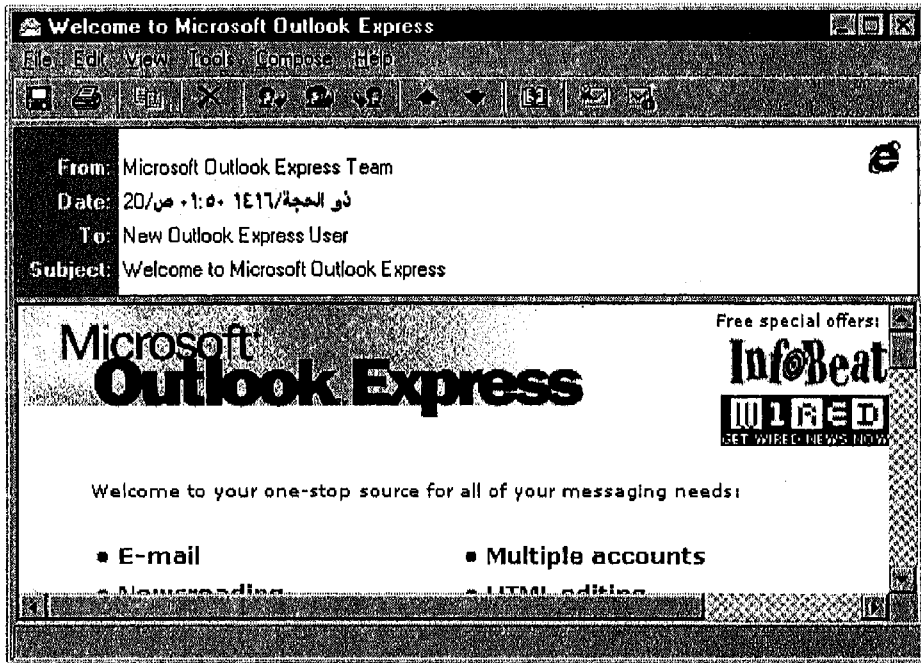 Welcome to Microsoft Outlook Express
File Edit View Tools Compose Help
From: Microsoft Outlook Express Team
Date: 20/ذو الحجة/١٤١٦ ٠١:٥٠ ص
To: New Outlook Express User
Subject: Welcome to Microsoft Outlook Express
Free special offers:
Microsoft
Outlook Express
InfoBeat
WIRED
GET WIRED NEWS NOW
Welcome to your one-stop source for all of your messaging needs:
• E-mail
• Multiple accounts
• Newsreading
• HTML editing